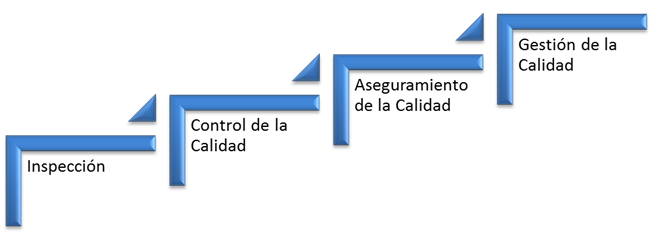 Inspección
Control de la
Calidad
Aseguramiento
de la Calidad
Gestión de la
Calidad